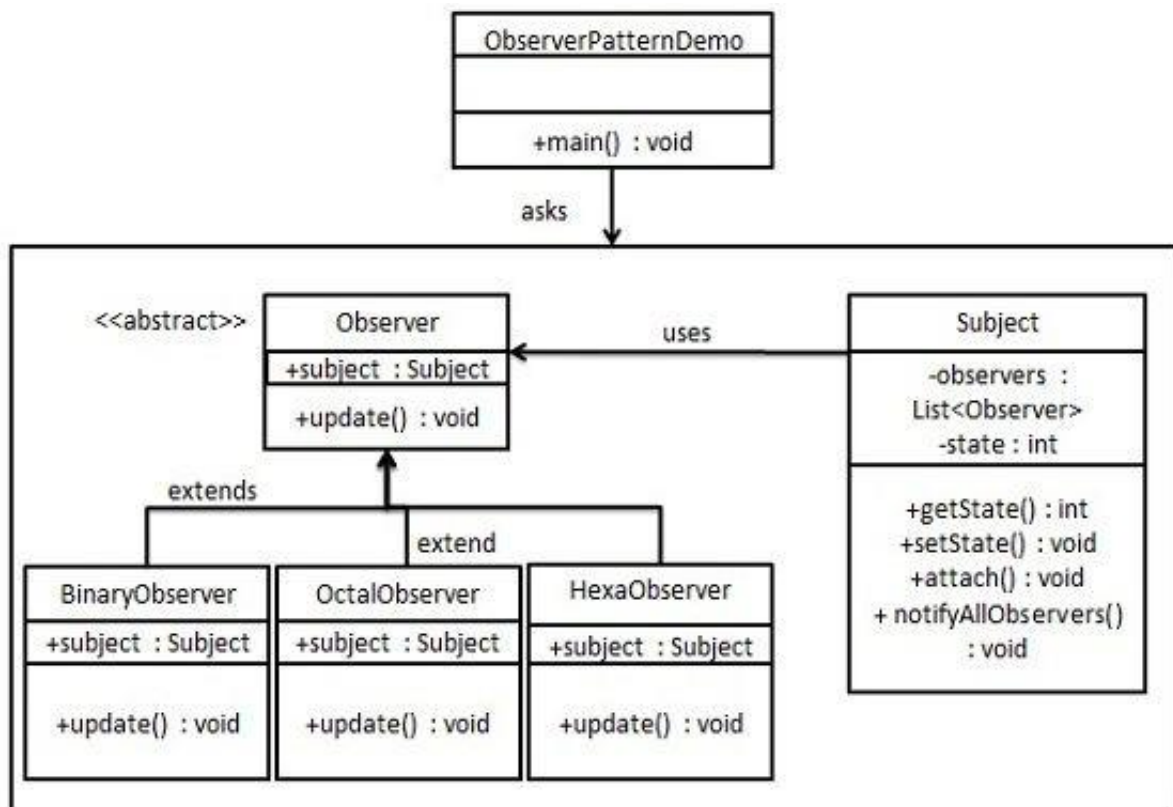 ObserverPatternDemo
+main() : void
asks
<<abstract>>
Observer
+subject : Subject
+update() : void
uses
Subject
-observers :
List<Observer>
-state : int
+getState() : int
+setState() : void
+attach() : void
+ notifyAllObservers()
: void
extends
extend
BinaryObserver
+subject : Subject
+update() : void
OctalObserver
+subject : Subject
+update() : void
HexaObserver
+subject : Subject
+update() : void